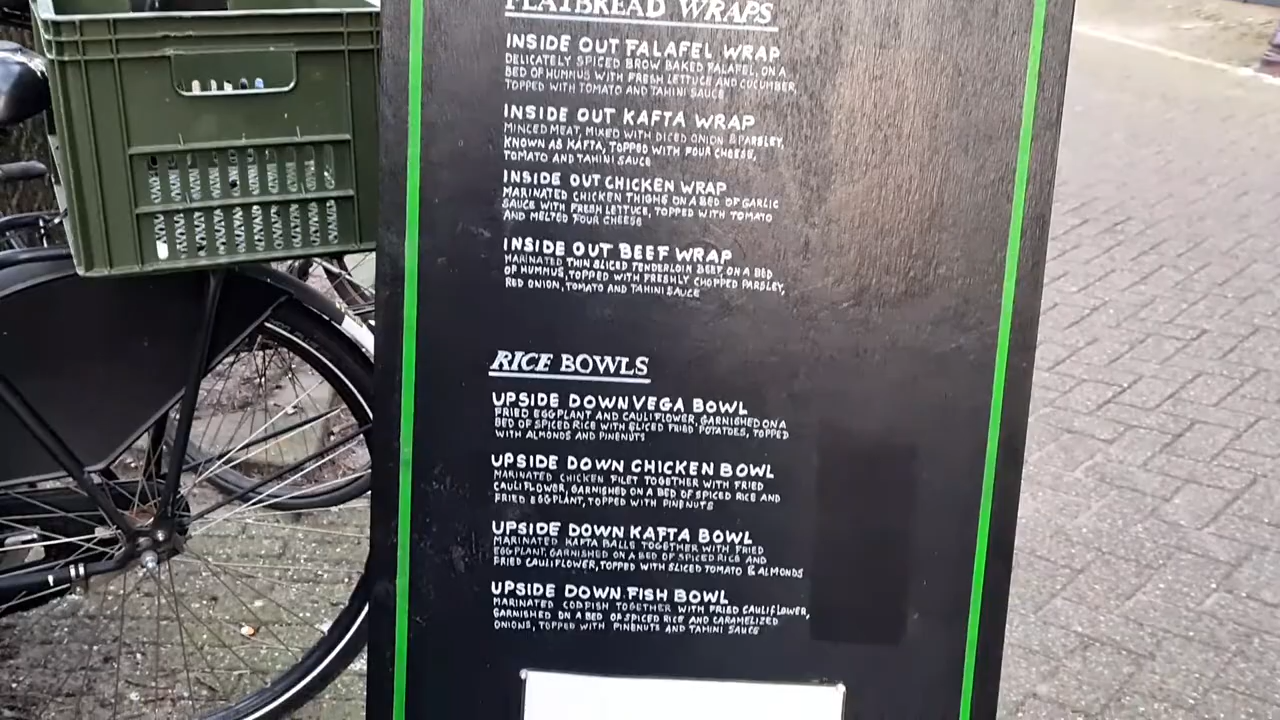 FLATBREAD WRAPS
INSIDE OUT FALAFEL WRAP
DELICATELY SPICED BROW BAKED FALAFEL, ON A
BED OF HUMMUS WITH FRESH LETTUCE AND CUCUMBER,
TOPPED WITH TOMATO AND TAHINI SAUCE
INSIDE OUT KAFTA WRAP
MINCED MEAT, MIXED WITH DICED ONION & PARSLEY,
KNOWN AS KAFTA, TOPPED WITH FOUR CHEESE,
TOMATO AND TAHINI SAUCE
INSIDE OUT CHICKEN WRAP
MARINATED CHICKEN THIGHS ON A BED OF GARLIC
SAUCE WITH FRESH LETTUCE, TOPPED WITH TOMATO
AND MELTED FOUR CHEESE
INSIDE OUT BEEF WRAP
MARINATED THIN SLICED TENDERLOIN BEEF, ON A BED
OF HUMMUS, TOPPED WITH FRESHLY CHOPPED PARSLEY,
RED ONION, TOMATO AND TAHINI SAUCE
RICE BOWLS
UPSIDE DOWN VEGA BOWL
FRIED EGGPLANT AND CAULIFLOWER, GARNISHED ON A
BED OF SPICED RICE WITH SLICED FRIED POTATOES, TOPPED
WITH ALMONDS AND PINENUTS
UPSIDE DOWN CHICKEN BOWL
MARINATED CHICKEN FILET TOGETHER WITH FRIED
CAULIFLOWER, GARNISHED ON A BED OF SPICED RICE AND
FRIED EGGPLANT, TOPPED WITH PINENUTS
UPSIDE DOWN KAFTA BOWL
MARINATED KAFTA BALLS TOGETHER WITH FRIED
EGGPLANT, GARNISHED ON A BED OF SPICED RICE AND
FRIED CAULIFLOWER, TOPPED WITH SLICED TOMATO & ALMONDS
UPSIDE DOWN FISH BOWL
MARINATED CODFISH TOGETHER WITH FRIED CAULIFLOWER,
GARNISHED ON A BED OF SPICED RICE AND CARAMELIZED
ONIONS, TOPPED WITH PINENUTS AND TAHINI SAUCE